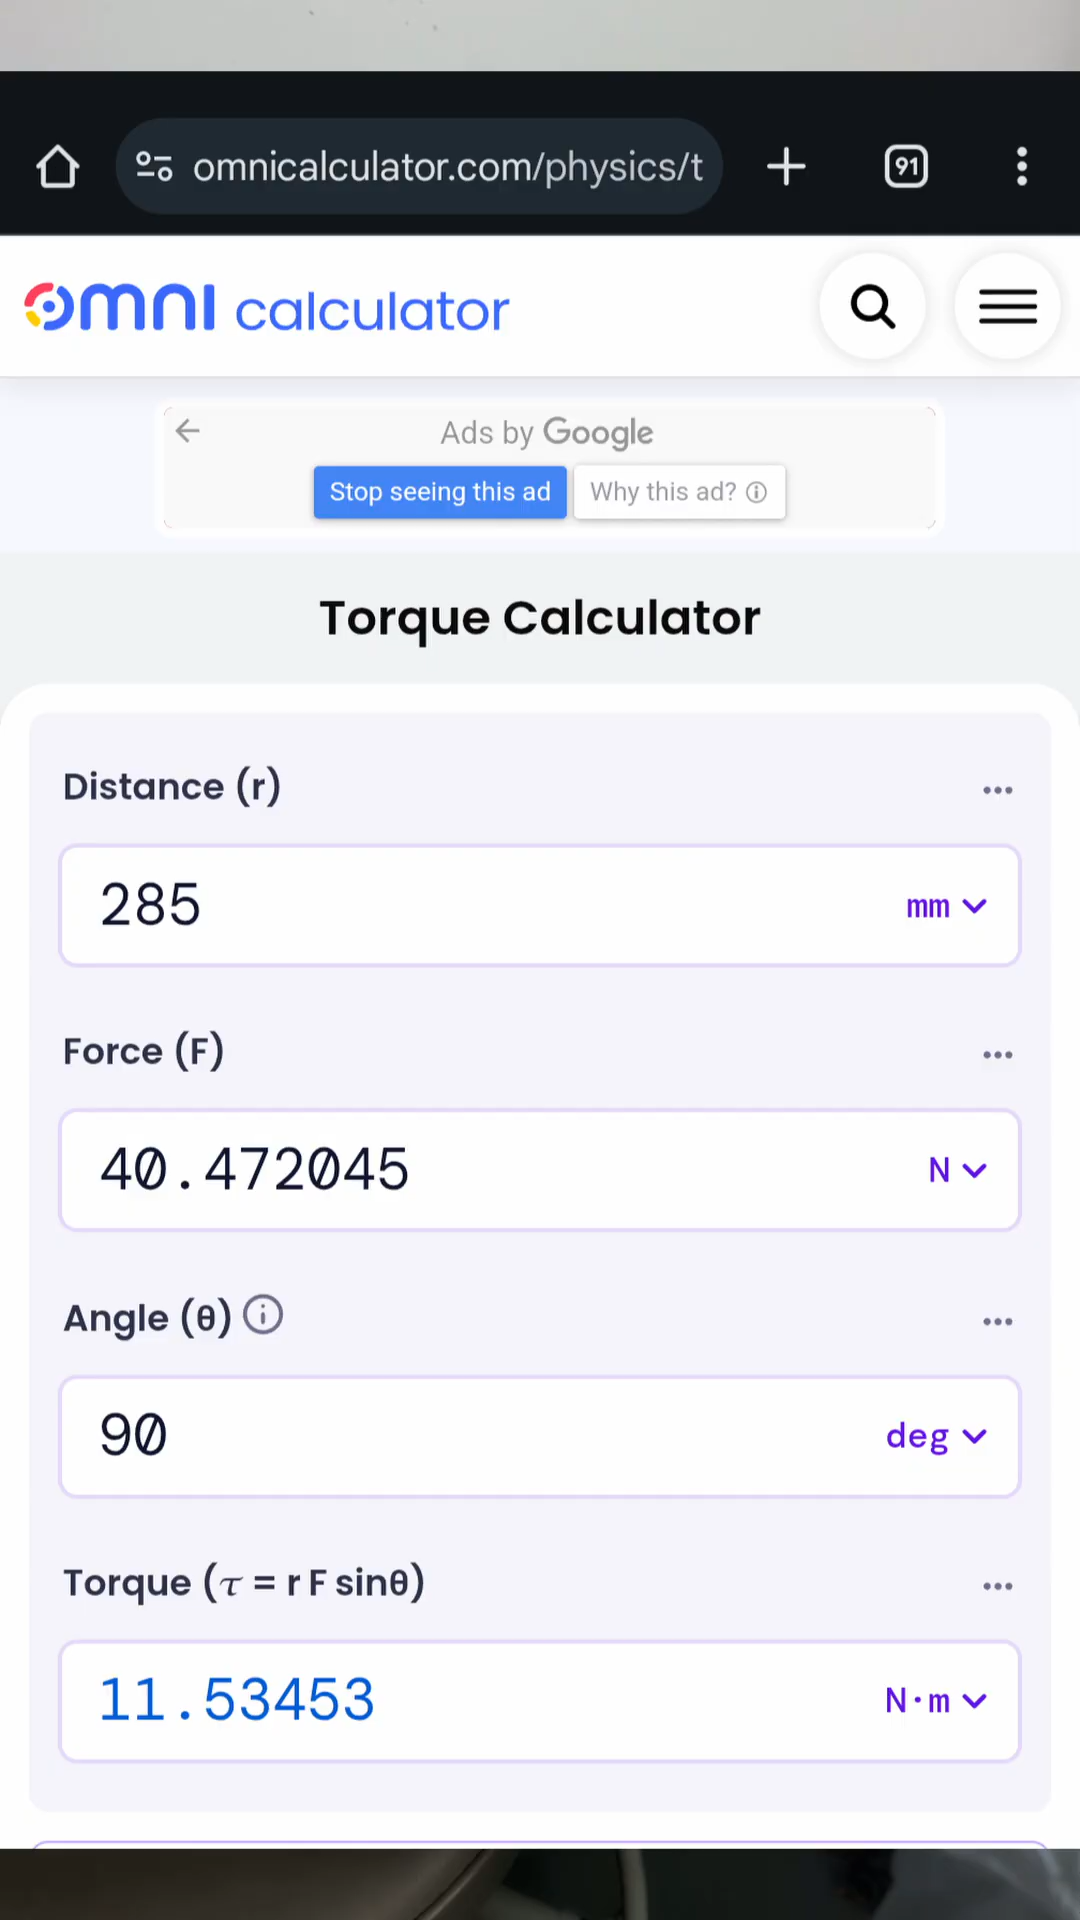 omnicalculator.com/physics/t
91
omni calculator
Ads by Google
Stop seeing this ad
Why this ad?
Torque Calculator
Distance (r)
285 mm
Force (F)
40.472045 N
Angle (θ)
90 deg
Torque (τ = r F sinθ)
11.53453 N·m